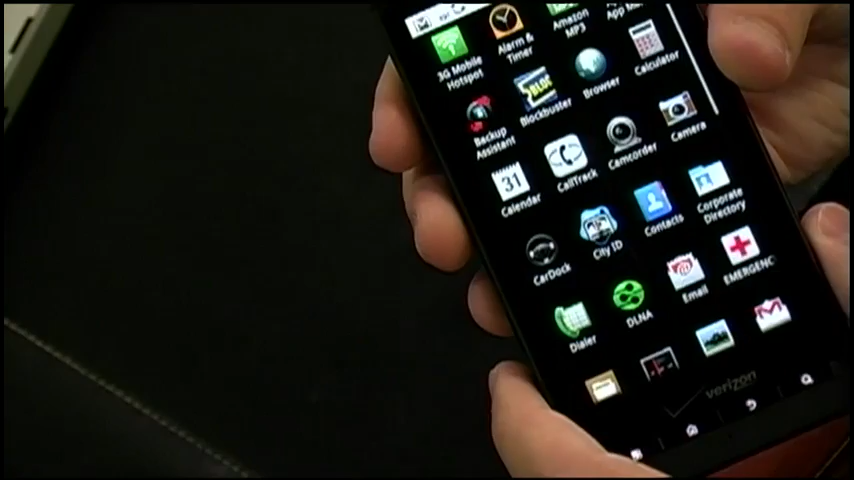 3G Mobile
Hotspot
Alarm &
Timer
Amazon
MP3
Backup
Assistant
Blockbuster
Browser
Calculator
31
Calendar
CallTrack
Camcorder
Camera
CarDock
City ID
Contacts
Corporate
Directory
Dialer
DLNA
Email
EMERGENC
verizon